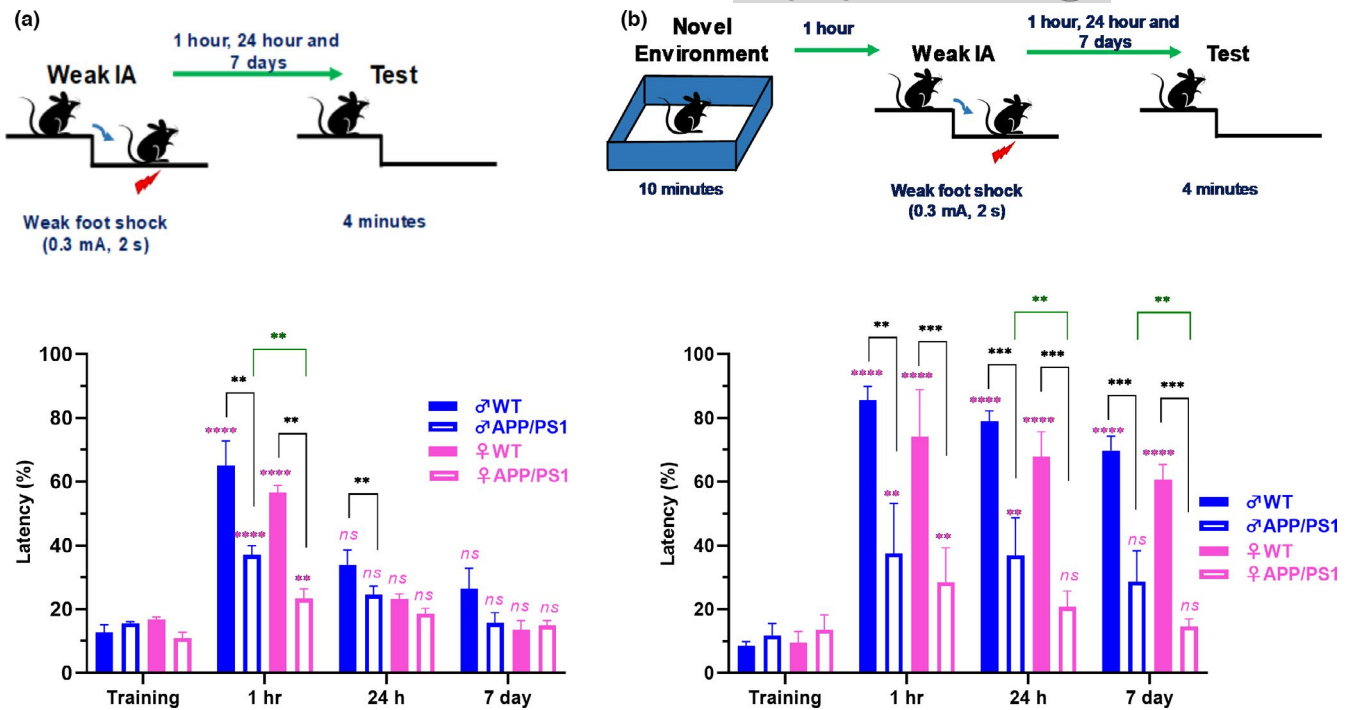 (a)
1 hour, 24 hour and
7 days
Weak IA
Test
Weak foot shock
(0.3 mA, 2 s)
4 minutes
**
**
****
****
**
****
**
**
ns
ns
ns
ns
ns
ns
ns
ns
Latency (%)
100
80
60
40
20
0
Training
1 hr
24 h
7 day
♂WT
♂APP/PS1
♀WT
♀APP/PS1
(b)
Novel
Environment
1 hour
Weak IA
1 hour, 24 hour and
7 days
Test
10 minutes
Weak foot shock
(0.3 mA, 2 s)
4 minutes
**
***
****
****
**
**
**
***
***
****
****
**
ns
**
***
***
****
****
ns
ns
Latency (%)
100
80
60
40
20
0
Training
1 hr
24 h
7 day
♂WT
♂APP/PS1
♀WT
♀APP/PS1